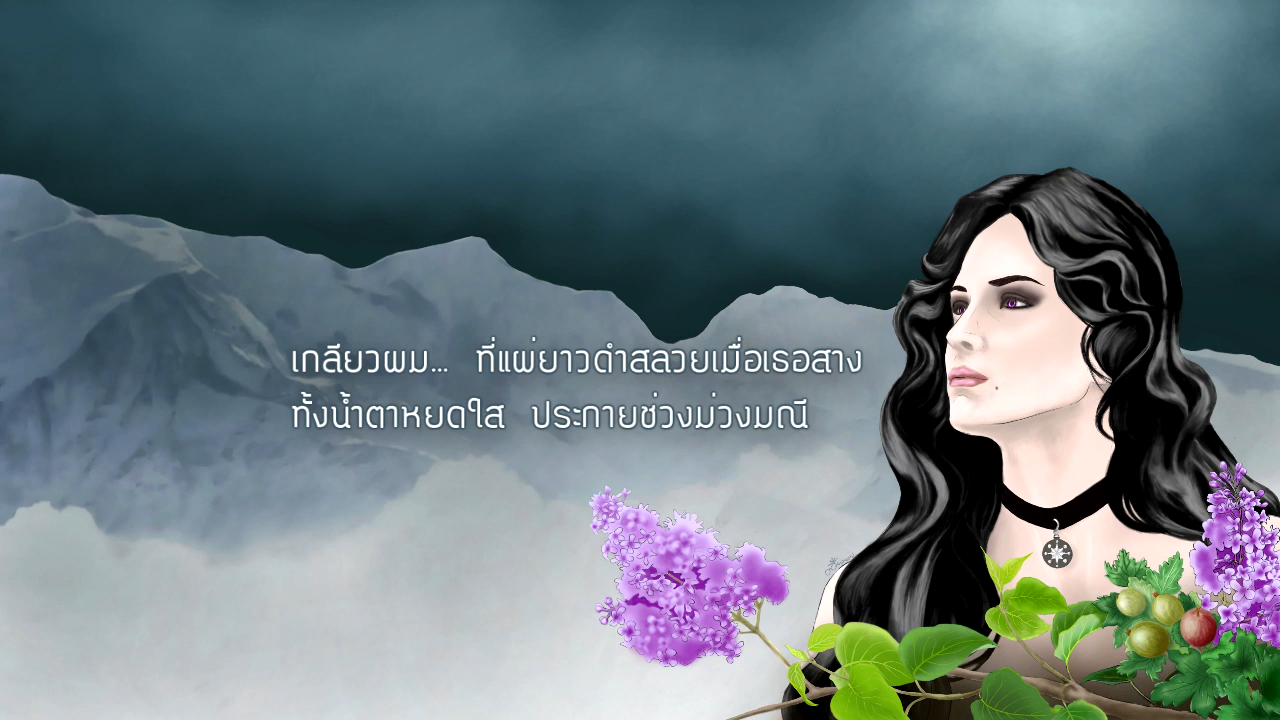 เกลียวผม... ที่แผ่ยาวดำสลวยเมื่อเธอสาง
ทั้งน้ำตาหยดใส ประกายช่วงม่วงมณี